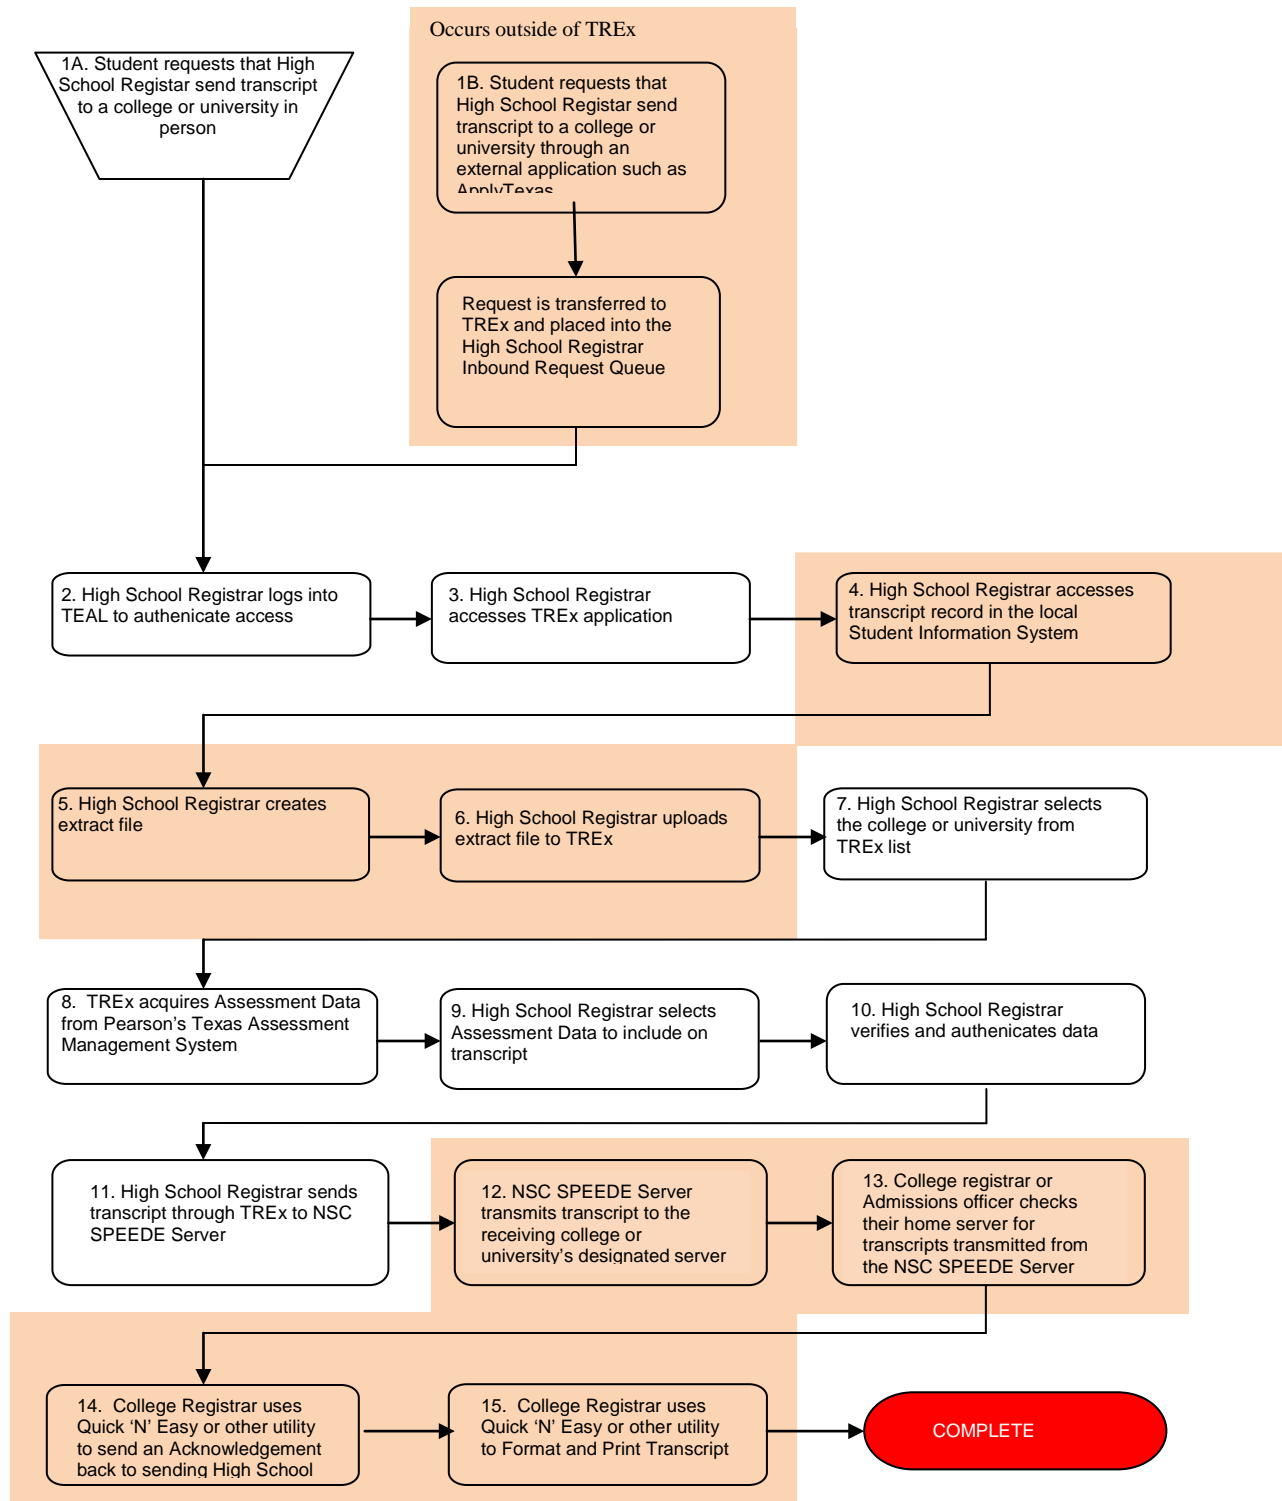 Occurs outside of TREx
1A. Student requests that High
School Registar send transcript
to a college or university in
person
1B. Student requests that
High School Registar send
transcript to a college or
university through an
external application such as
ApplyTexas
Request is transferred to
TREx and placed into the
High School Registrar
Inbound Request Queue
2. High School Registrar logs into
TEAL to authenicate access
3. High School Registrar
accesses TREx application
4. High School Registrar accesses
transcript record in the local
Student Information System
5. High School Registrar creates
extract file
6. High School Registrar uploads
extract file to TREx
7. High School Registrar selects
the college or university from
TREx list
8. TREx acquires Assessment Data
from Pearson's Texas Assessment
Management System
9. High School Registrar selects
Assessment Data to include on
transcript
10. High School Registrar
verifies and authenicates data
11. High School Registrar sends
transcript through TREx to NSC
SPEEDE Server
12. NSC SPEEDE Server
transmits transcript to the
receiving college or
university's designated server
13. College registrar or
Admissions officer checks
their home server for
transcripts transmitted from
the NSC SPEEDE Server
14. College Registrar uses
Quick 'N' Easy or other utility
to send an Acknowledgement
back to sending High School
15. College Registrar uses
Quick 'N' Easy or other utility
to Format and Print Transcript
COMPLETE